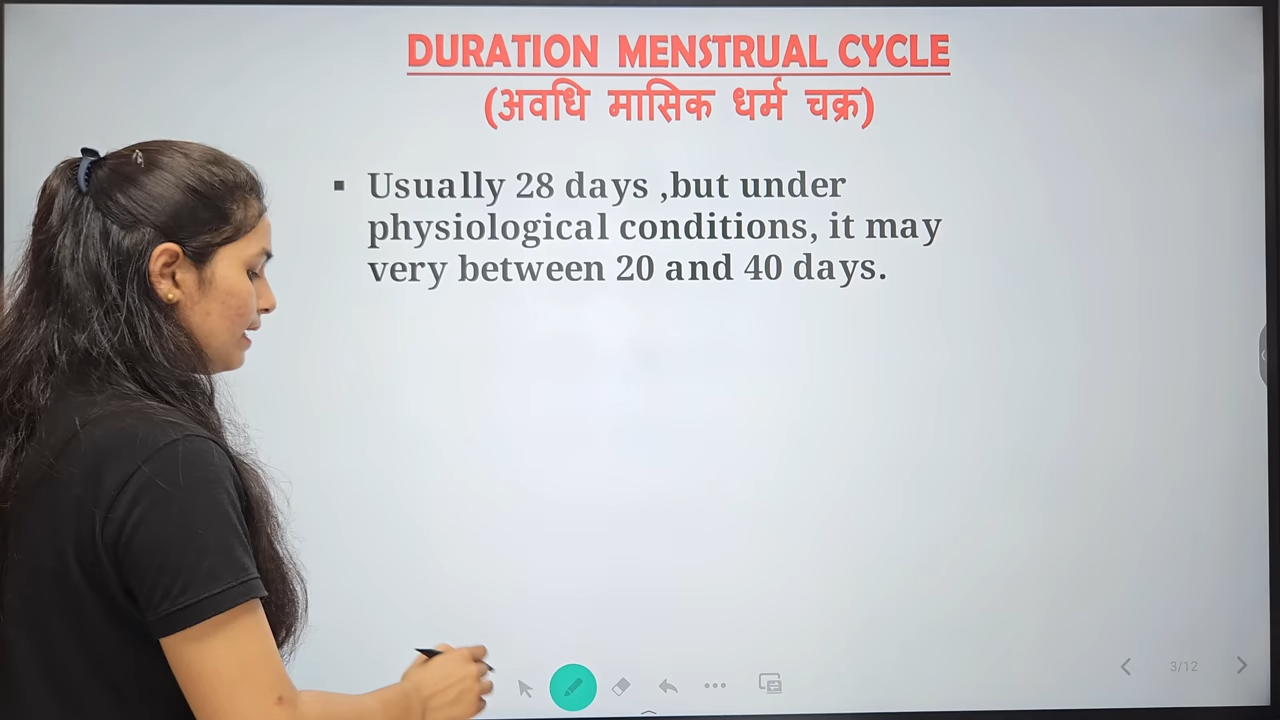 DURATION MENSTRUAL CYCLE
(अवधि मासिक धर्म चक्र)
▪ Usually 28 days ,but under
physiological conditions, it may
very between 20 and 40 days.
3/12